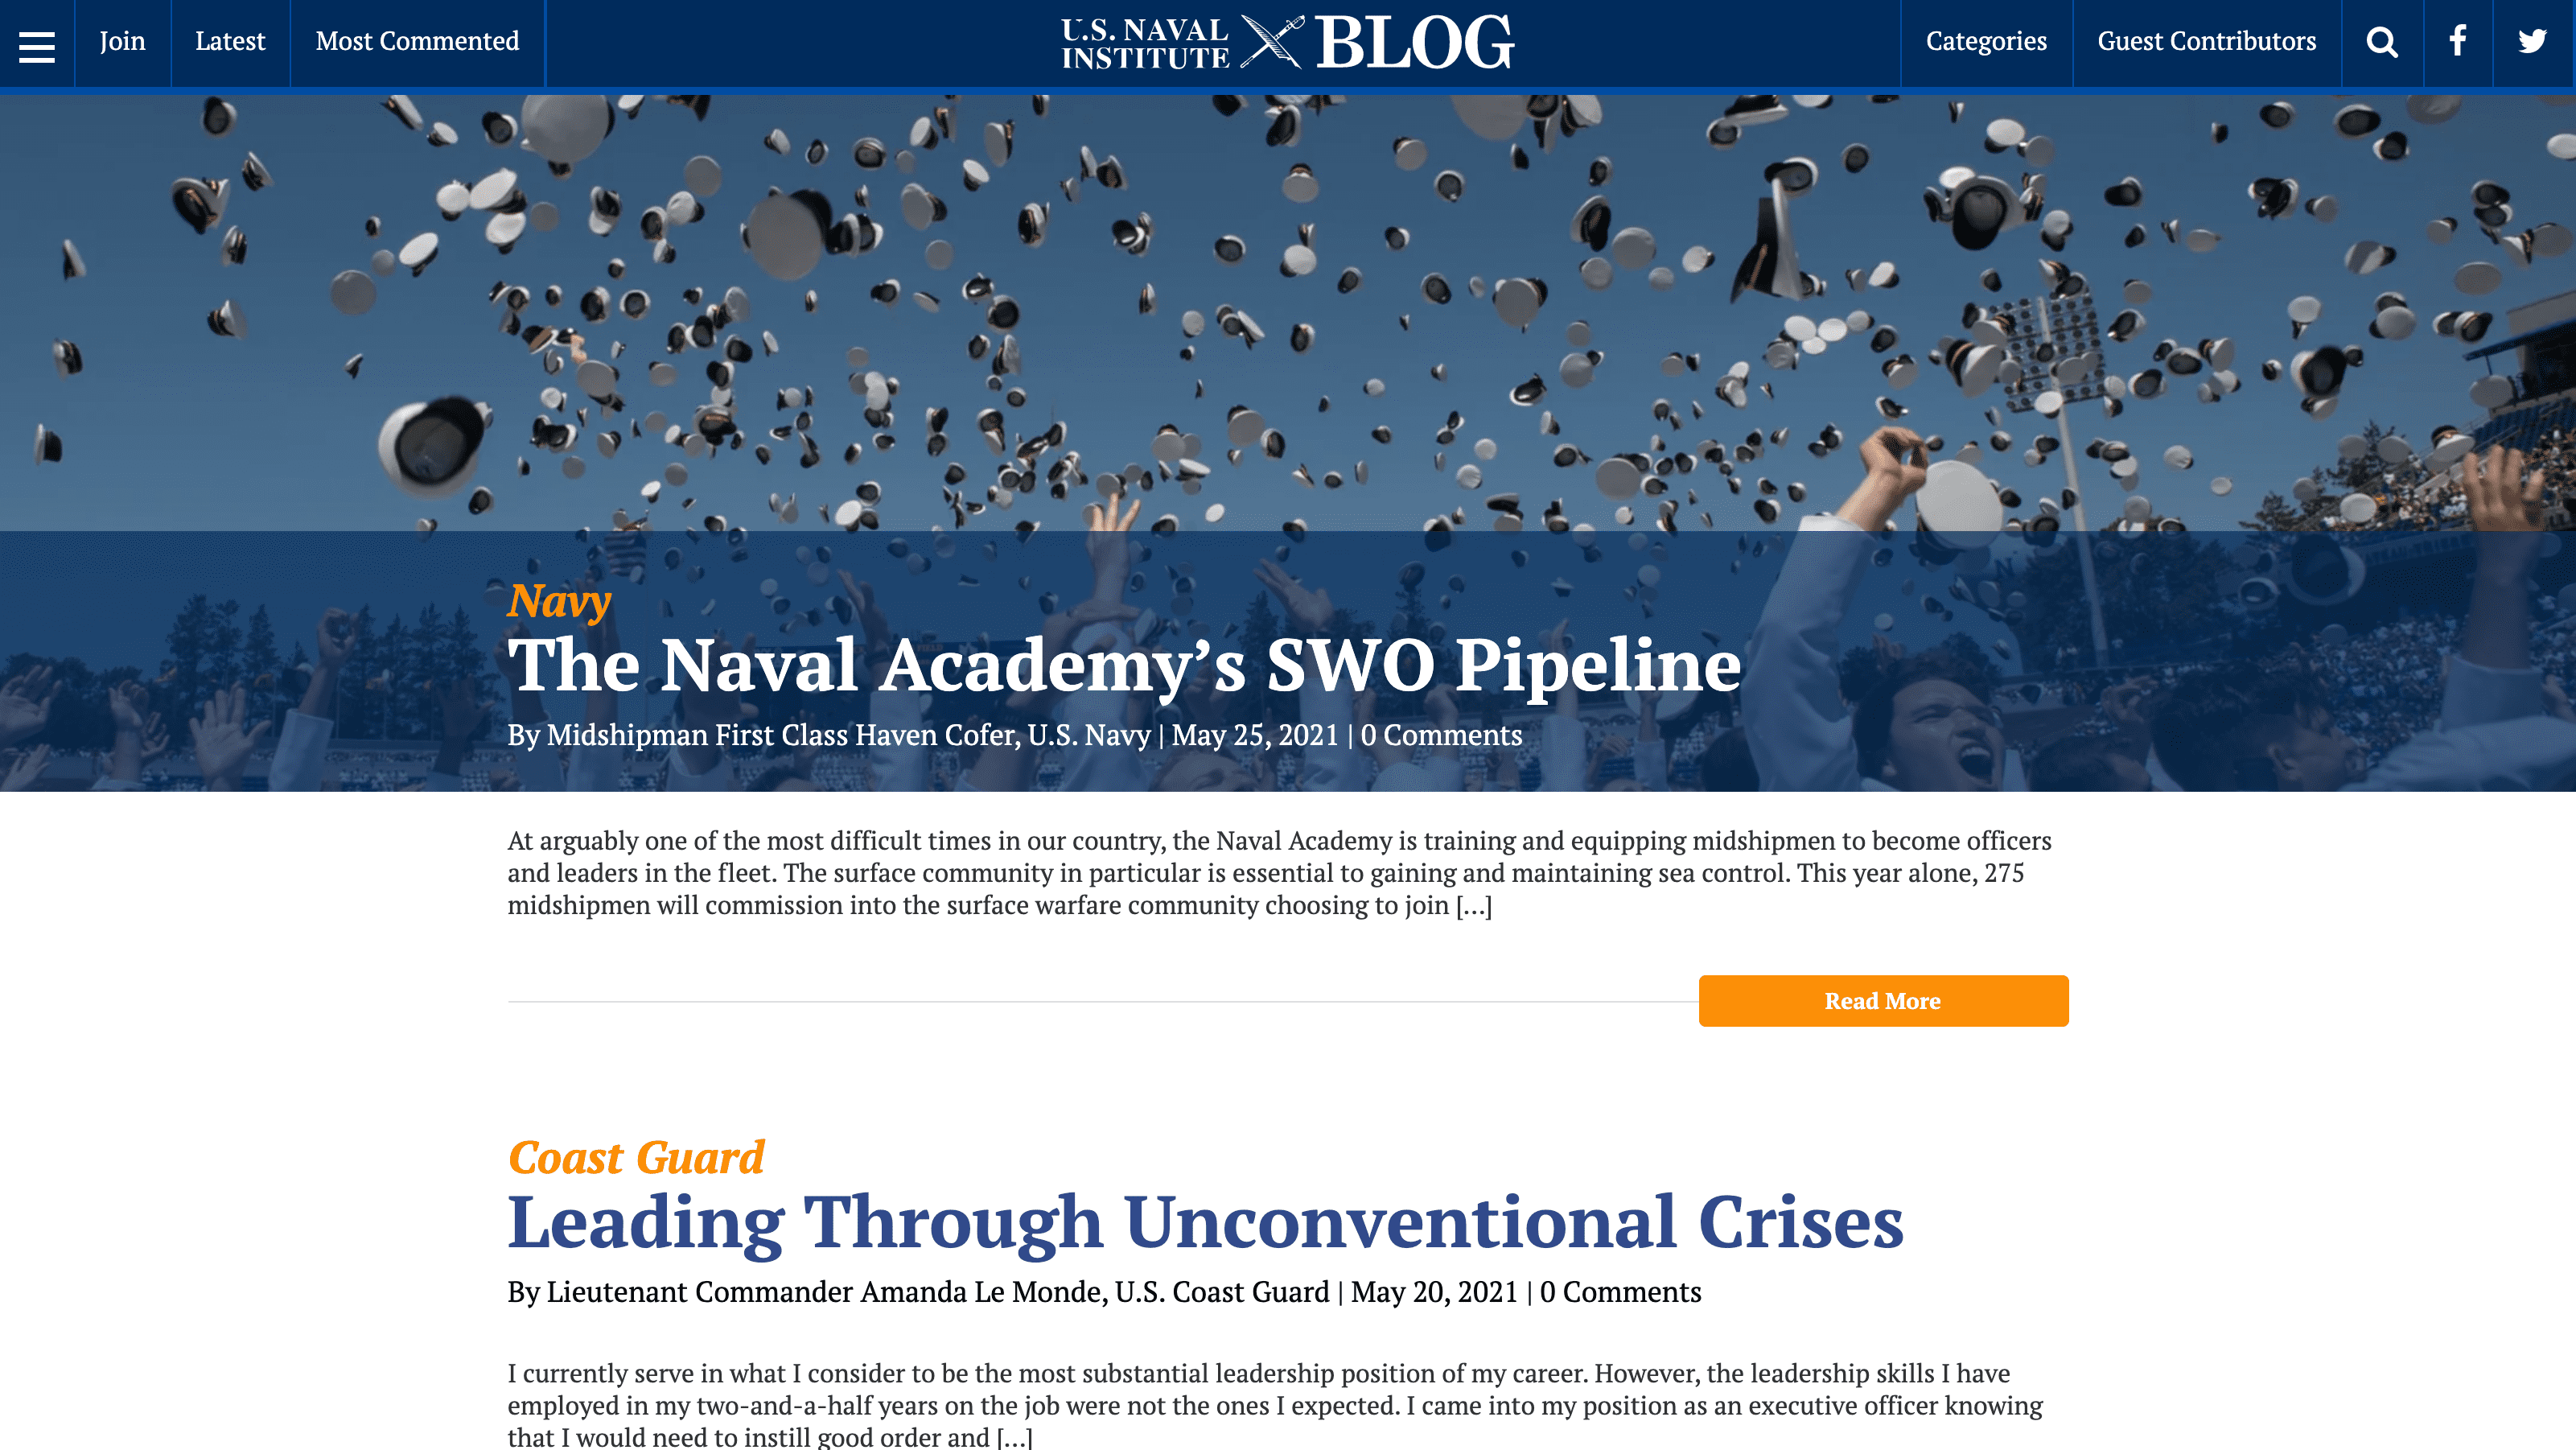 Join
Latest
Most Commented
U.S. NAVAL
INSTITUTE
BLOG
Categories
Guest Contributors
Navy
The Naval Academy’s SWO Pipeline
By Midshipman First Class Haven Cofer, U.S. Navy | May 25, 2021 | 0 Comments
At arguably one of the most difficult times in our country, the Naval Academy is training and equipping midshipmen to become officers
and leaders in the fleet. The surface community in particular is essential to gaining and maintaining sea control. This year alone, 275
midshipmen will commission into the surface warfare community choosing to join [...]
Read More
Coast Guard
Leading Through Unconventional Crises
By Lieutenant Commander Amanda Le Monde, U.S. Coast Guard | May 20, 2021 | 0 Comments
I currently serve in what I consider to be the most substantial leadership position of my career. However, the leadership skills I have
employed in my two-and-a-half years on the job were not the ones I expected. I came into my position as an executive officer knowing
that I would need to instill good order and [...]